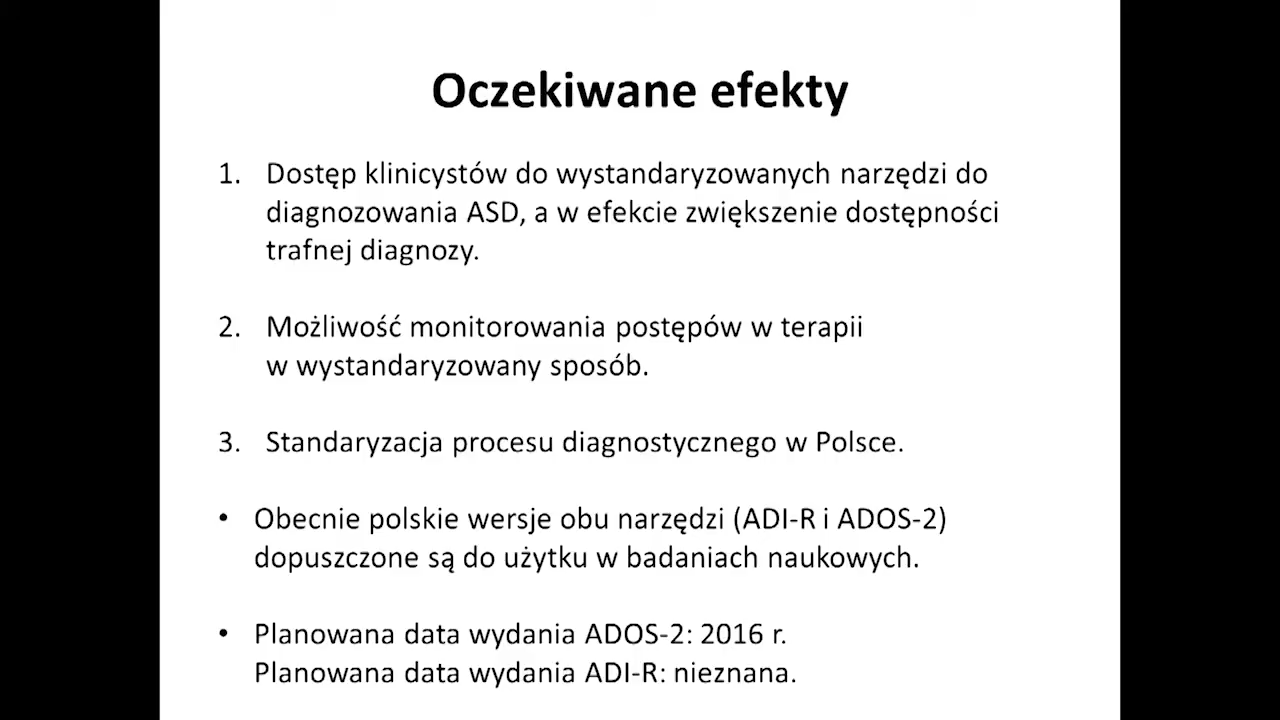 Oczekiwane efekty
1. Dostęp klinicystów do wystandaryzowanych narzędzi do
diagnozowania ASD, a w efekcie zwiększenie dostępności
trafnej diagnozy.
2. Możliwość monitorowania postępów w terapii
w wystandaryzowany sposób.
3. Standaryzacja procesu diagnostycznego w Polsce.
• Obecnie polskie wersje obu narzędzi (ADI-R i ADOS-2)
dopuszczone są do użytku w badaniach naukowych.
• Planowana data wydania ADOS-2: 2016 r.
Planowana data wydania ADI-R: nieznana.